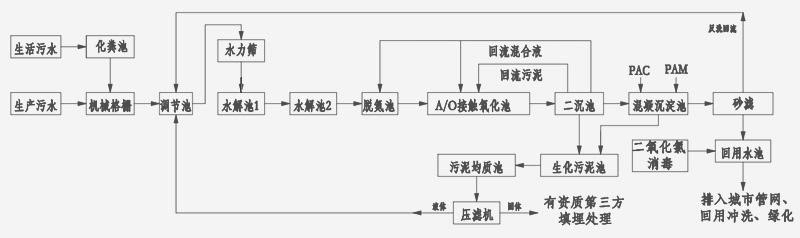 反洗回流
生活污水
化粪池
水力筛
回流混合液
回流污泥
PAC
PAM
生产污水
机械格栅
调节池
水解池1
水解池2
脱氮池
A/O接触氧化池
二沉池
混凝沉淀池
砂滤
二氧化氯
消毒
回用水池
污泥均质池
生化污泥池
液体
压滤机
固体
有资质第三方
填埋处理
排入城市管网、
回用冲洗、绿化